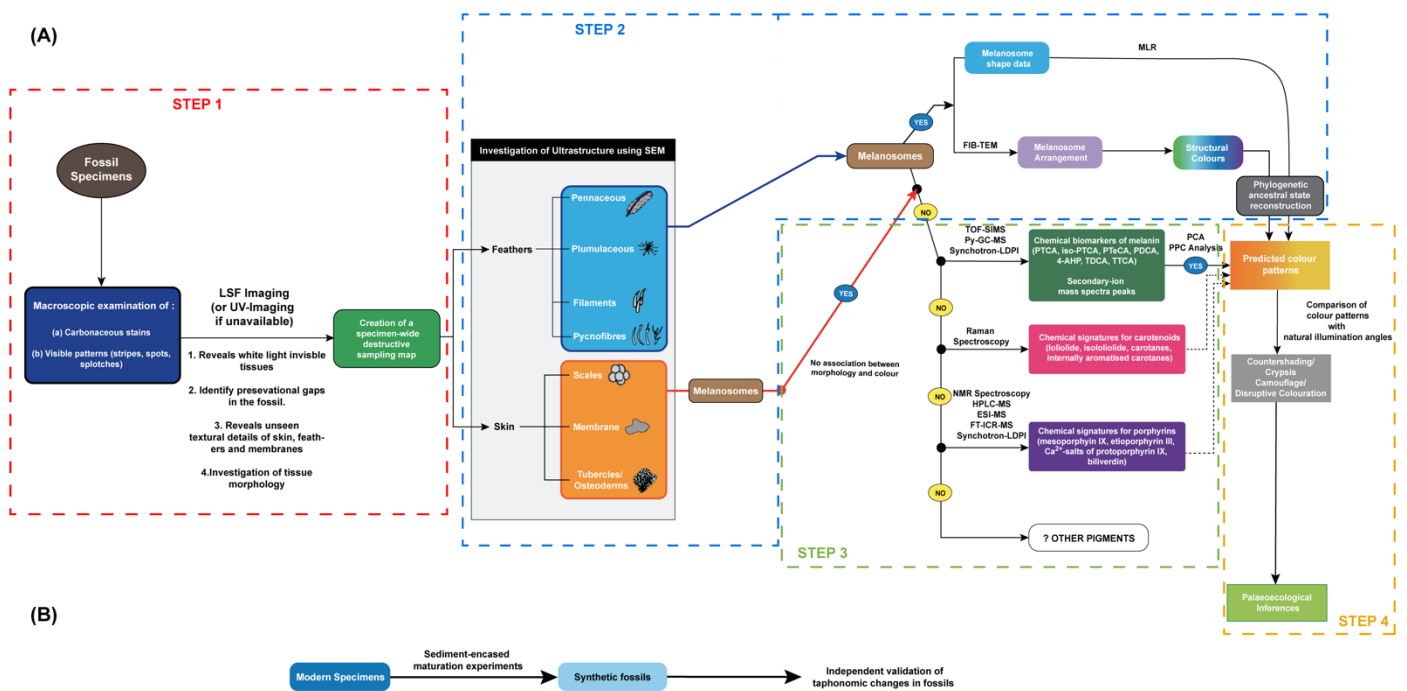 (A)
STEP 1
Fossil
Specimens
Macroscopic examination of :
(a) Carbonaceous stains
(b) Visible patterns (stripes, spots,
splotches)
LSF Imaging
(or UV-Imaging
if unavailable)
1. Reveals white light invisible
tissues
2. Identify presevational gaps
in the fossil.
3. Reveals unseen
textural details of skin, feath-
ers and membranes
4.Investigation of tissue
morphology
Creation of a
specimen-wide
destructive
sampling map
STEP 2
Investigation of Ultrastructure using SEM
Feathers
Pennaceous
Plumulaceous
Filaments
Pycnofibres
Skin
Scales
Membrane
Tubercles/
Osteoderms
Melanosomes
YES
No association between
morphology and colour
Melanosomes
YES
Melanosome
shape data
MLR
FIB-TEM
Melanosome
Arrangement
Structural
Colours
Phylogenetic
ancestral state
reconstruction
NO
STEP 3
TOF-SIMS
Py-GC-MS
Synchrotron-LDPI
Chemical biomarkers of melanin
(PTCA, iso-PTCA, PTeCA, PDCA,
4-AHP, TDCA, TTCA)
Secondary-ion
mass spectra peaks
PCA
PPC Analysis
YES
NO
Raman
Spectroscopy
Chemical signatures for carotenoids
(loliolide, isololiolide, carotanes,
internally aromatised carotanes)
NO
NMR Spectroscopy
HPLC-MS
ESI-MS
FT-ICR-MS
Synchrotron-LDPI
Chemical signatures for porphyrins
(mesoporphyin IX, etioporphyrin III,
Ca²⁺-salts of protoporphyrin IX,
biliverdin)
NO
? OTHER PIGMENTS
Predicted colour
patterns
Comparison of
colour patterns
with
natural illumination angles
Countershading/
Crypsis
Camouflage/
Disruptive Colouration
Palaeoecological
Inferences
STEP 4
(B)
Modern Specimens
Sediment-encased
maturation experiments
Synthetic fossils
Independent validation of
taphonomic changes in fossils